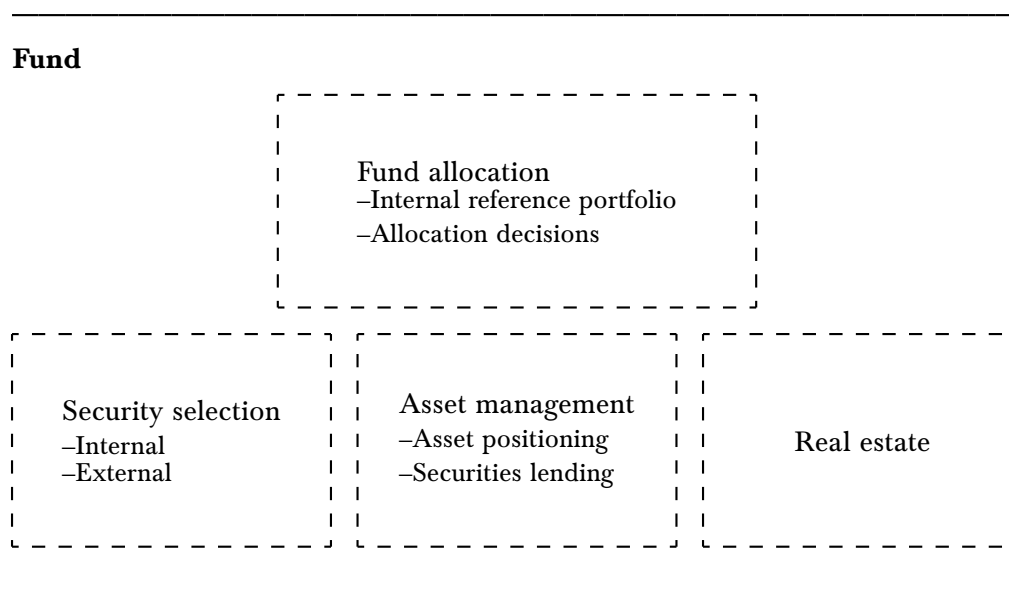 Fund
Fund allocation
–Internal reference portfolio
–Allocation decisions
Security selection
–Internal
–External
Asset management
–Asset positioning
–Securities lending
Real estate